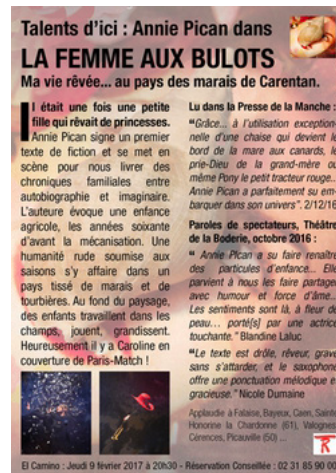 Talents d'ici : Annie Pican dans
LA FEMME AUX BULOTS
Ma vie rêvée... au pays des marais de Carentan.
Il était une fois une petite
fille qui rêvait de princesses.
Annie Pican signe un premier
texte de fiction et se met en
scène pour nous livrer des
chroniques familiales entre
autobiographie et imaginaire.
L'auteure évoque une enfance
agricole, les années soixante
d'avant la mécanisation. Une
humanité rude soumise aux
saisons s'y affaire dans un
pays tissé de marais et de
tourbières. Au fond du paysage,
des enfants travaillent dans les
champs, jouent, grandissent.
Heureusement il y a Caroline en
couverture de Paris-Match !
Lu dans la Presse de la Manche :
"Grâce... à l'utilisation exception-
nelle d'une chaise qui devient le
bord de la mare aux canards, le
prie-Dieu de la grand-mère ou
même Pony le petit tracteur rouge...
Annie Pican a parfaitement su em-
barquer dans son univers". 2/12/16
Paroles de spectateurs, Théâtre
de la Boderie, octobre 2016 :
" Annie Pican a su faire renaître
des particules d'enfance... Elle
parvient à nous les faire partager
avec humour et force d'âme.
Les sentiments sont là, à fleur de
peau... porté[s] par une actrice
touchante." Blandine Laluc
"Le texte est drôle, rêveur, grave
sans s'attarder, et le saxophone
offre une ponctuation mélodique et
gracieuse." Nicole Dumaine
Applaudie à Falaise, Bayeux, Caen, Sainte
Honorine la Chardonne (61), Valognes
Cérences, Picauville (50) ...
El Camino : Jeudi 9 février 2017 à 20h30 - Réservation Conseillée : 02 31 85 90